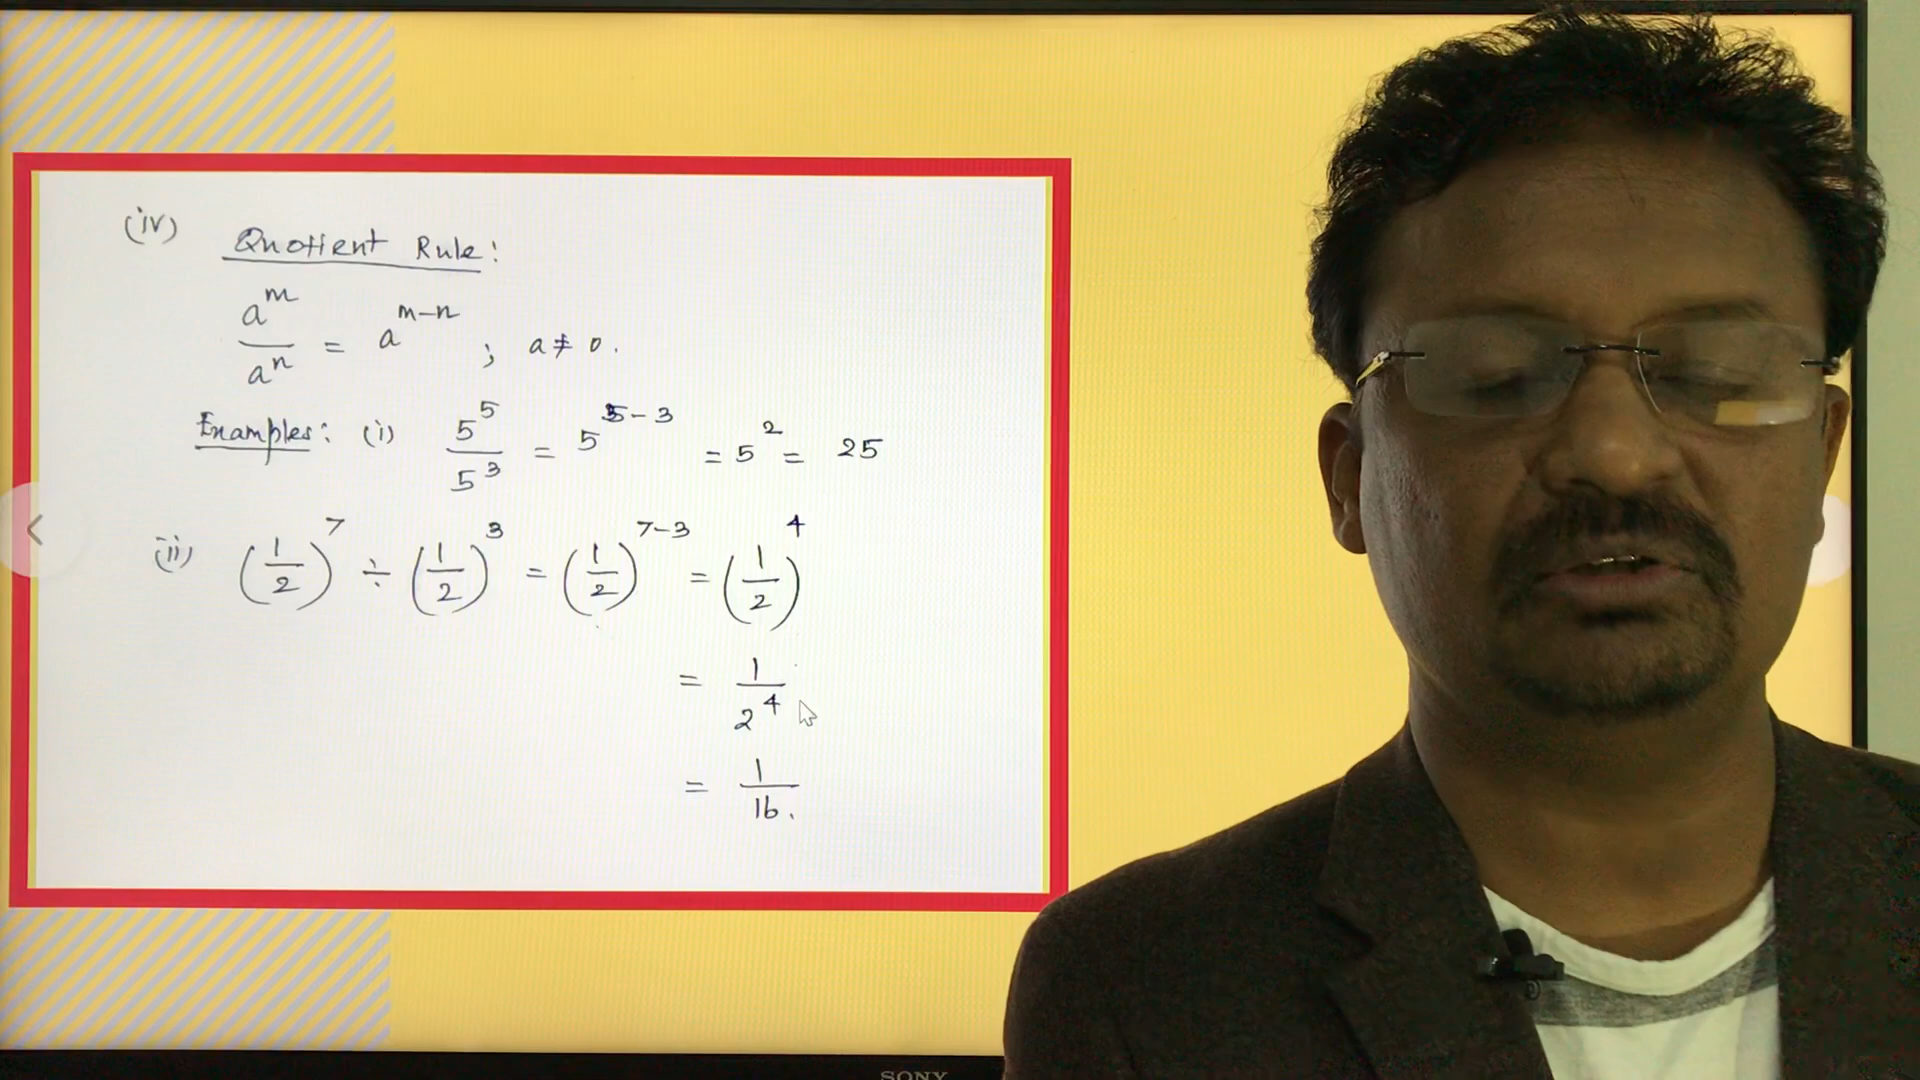 (iv) Quotient Rule:
a^m / a^n = a^(m-n) ; a ≠ 0.
Examples: (i) 5^5 / 5^3 = 5^(5-3) = 5^2 = 25
(ii) (1/2)^7 ÷ (1/2)^3 = (1/2)^(7-3) = (1/2)^4
= 1 / 2^4
= 1 / 16.
SONY